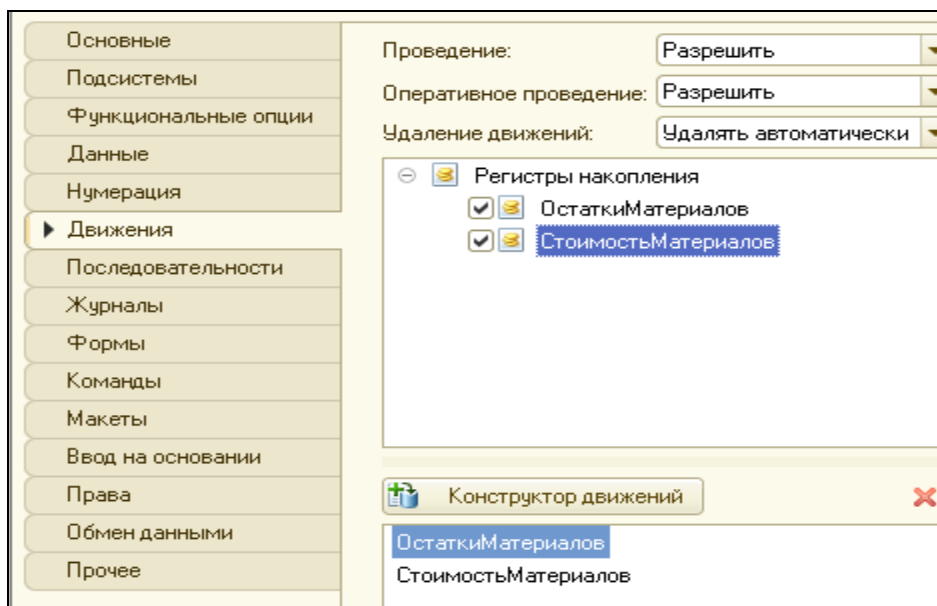 Основные
Подсистемы
Функциональные опции
Данные
Нумерация
Движения
Последовательности
Журналы
Формы
Команды
Макеты
Ввод на основании
Права
Обмен данными
Прочее
Проведение: Разрешить
Оперативное проведение: Разрешить
Удаление движений: Удалять автоматически
Регистры накопления
ОстаткиМатериалов
СтоимостьМатериалов
Конструктор движений
ОстаткиМатериалов
СтоимостьМатериалов